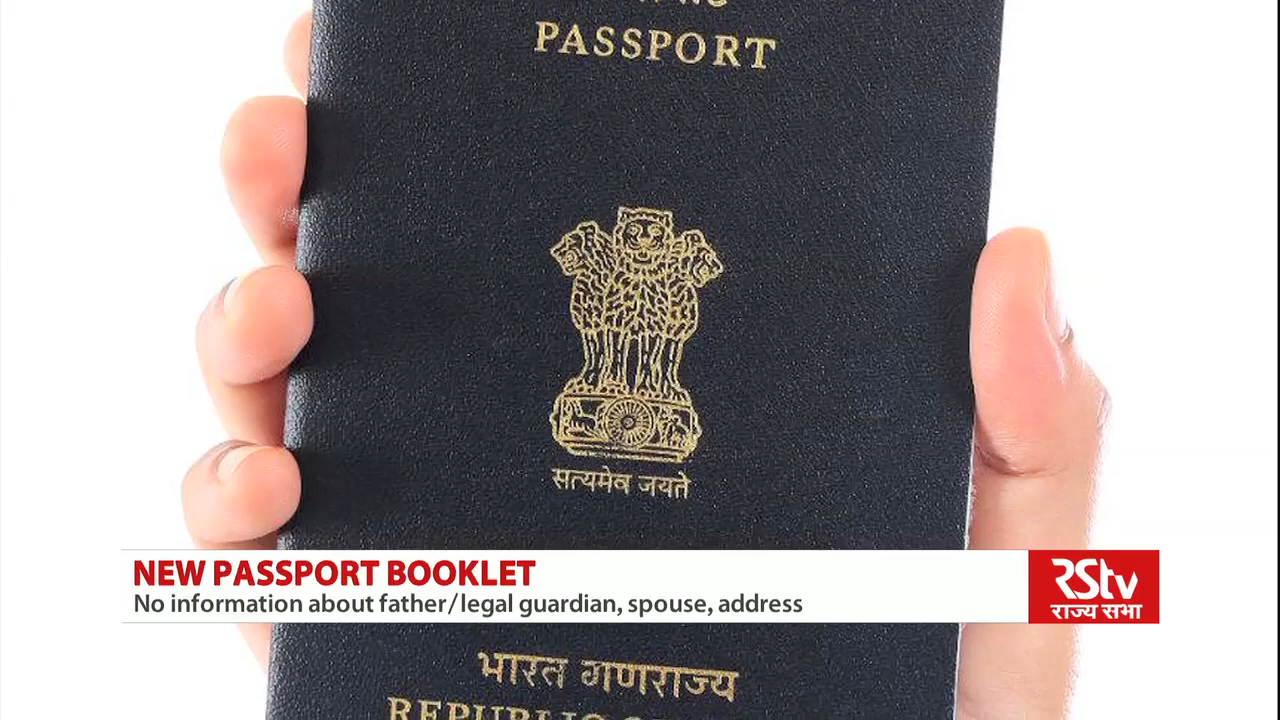 PASSPORT
सत्यमेव जयते
NEW PASSPORT BOOKLET
No information about father/legal guardian, spouse, address
RStv
राज्य सभा
भारत गणराज्य
REPUBLIC